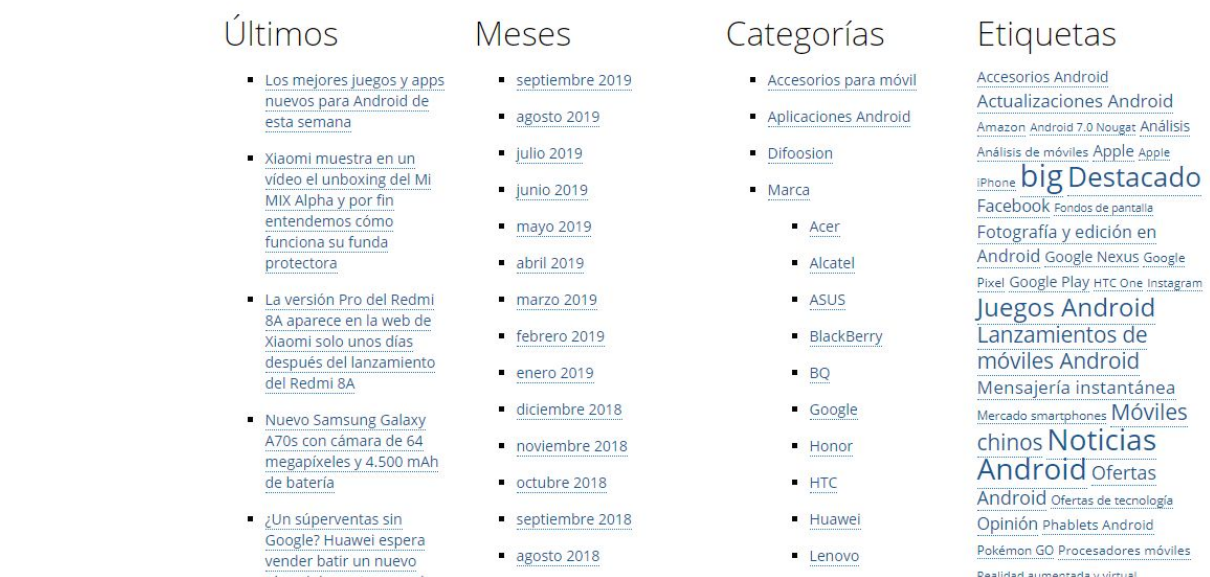 Últimos
Los mejores juegos y apps
nuevos para Android de
esta semana
Xiaomi muestra en un
vídeo el unboxing del Mi
MIX Alpha y por fin
entendemos cómo
funciona su funda
protectora
La versión Pro del Redmi
8A aparece en la web de
Xiaomi solo unos días
después del lanzamiento
del Redmi 8A
Nuevo Samsung Galaxy
A70s con cámara de 64
megapíxeles y 4.500 mAh
de batería
¿Un súperventas sin
Google? Huawei espera
vender batir un nuevo
Meses
septiembre 2019
agosto 2019
julio 2019
junio 2019
mayo 2019
abril 2019
marzo 2019
febrero 2019
enero 2019
diciembre 2018
noviembre 2018
octubre 2018
septiembre 2018
agosto 2018
Categorías
Accesorios para móvil
Aplicaciones Android
Difoosion
Marca
Acer
Alcatel
ASUS
BlackBerry
BQ
Google
Honor
HTC
Huawei
Lenovo
Etiquetas
Accesorios Android
Actualizaciones Android
Amazon Android 7.0 Nougat Análisis
Análisis de móviles Apple Apple
iPhone big Destacado
Facebook Fondos de pantalla
Fotografía y edición en
Android Google Nexus Google
Pixel Google Play HTC One Instagram
Juegos Android
Lanzamientos de
móviles Android
Mensajería instantánea
Mercado smartphones Móviles
chinos Noticias
Android Ofertas
Android Ofertas de tecnología
Opinión Phablets Android
Pokémon GO Procesadores móviles
Realidad aumentada y virtual